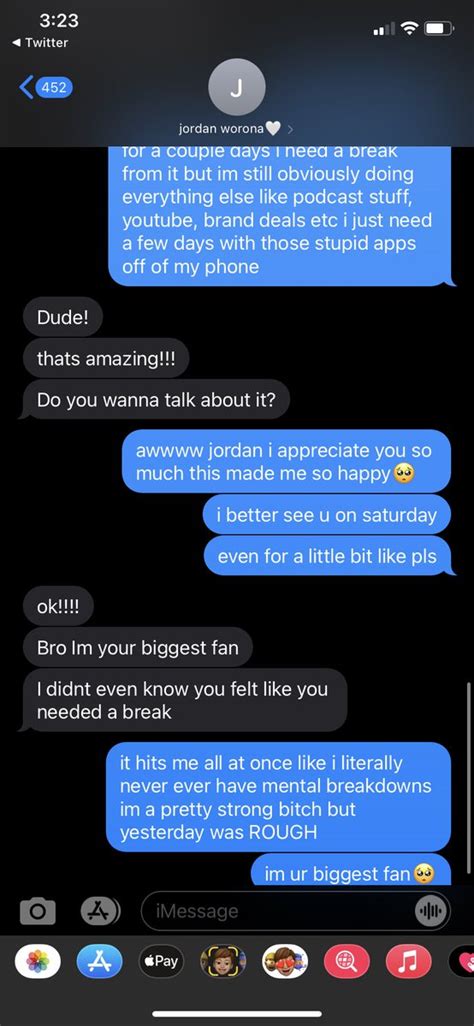 3:23
Twitter
452
J
jordan worona🤍
for a couple days i need a break
from it but im still obviously doing
everything else like podcast stuff,
youtube, brand deals etc i just need
a few days with those stupid apps
off of my phone
Dude!
thats amazing!!!
Do you wanna talk about it?
awwww jordan i appreciate you so
much this made me so happy🥺
i better see u on saturday
even for a little bit like pls
ok!!!!
Bro Im your biggest fan
I didnt even know you felt like you
needed a break
it hits me all at once like i literally
never ever have mental breakdowns
im a pretty strong bitch but
yesterday was ROUGH
im ur biggest fan🥺
iMessage
Pay